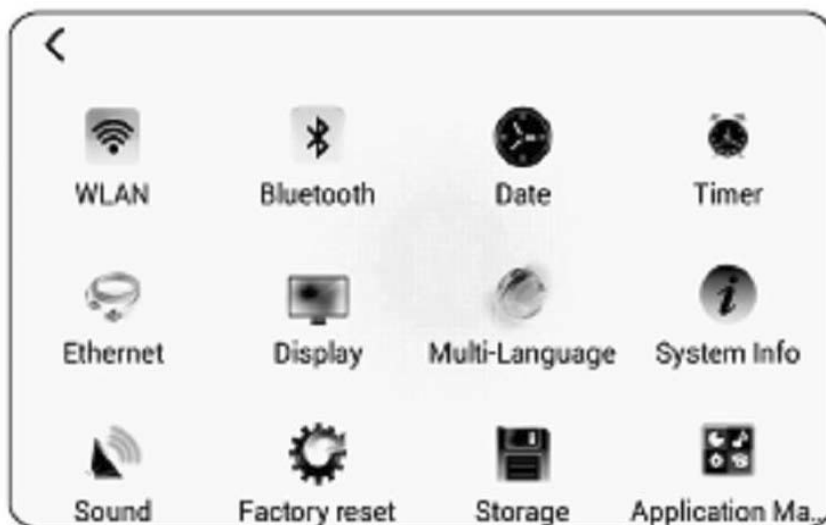 WLAN Bluetooth Date Timer
Ethernet Display Multi-Language System Info
Sound Factory reset Storage Application Ma...